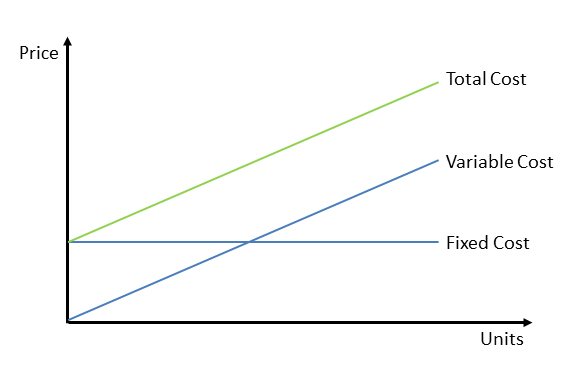 Price
Total Cost
Variable Cost
Fixed Cost
Units